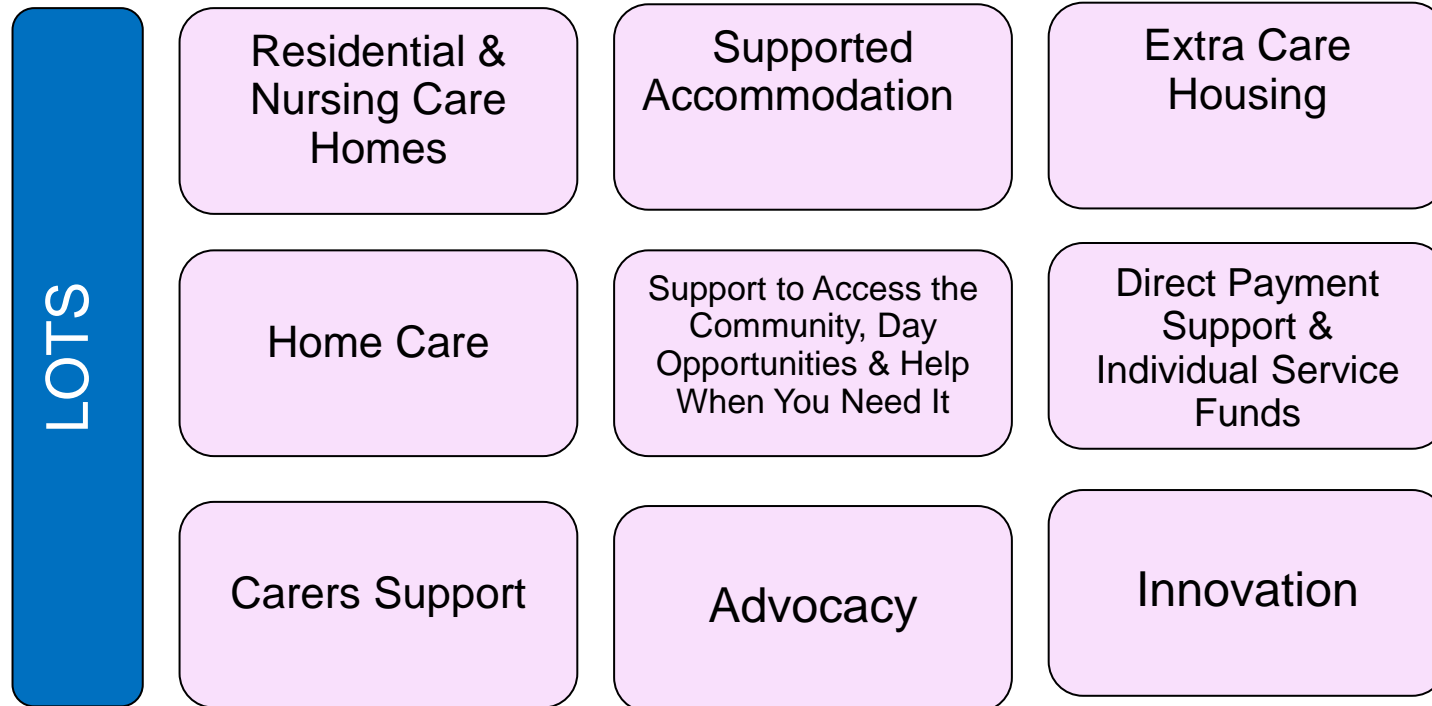 LOTS
Residential &
Nursing Care
Homes
Supported
Accommodation
Extra Care
Housing
Home Care
Support to Access the
Community, Day
Opportunities & Help
When You Need It
Direct Payment
Support &
Individual Service
Funds
Carers Support
Advocacy
Innovation